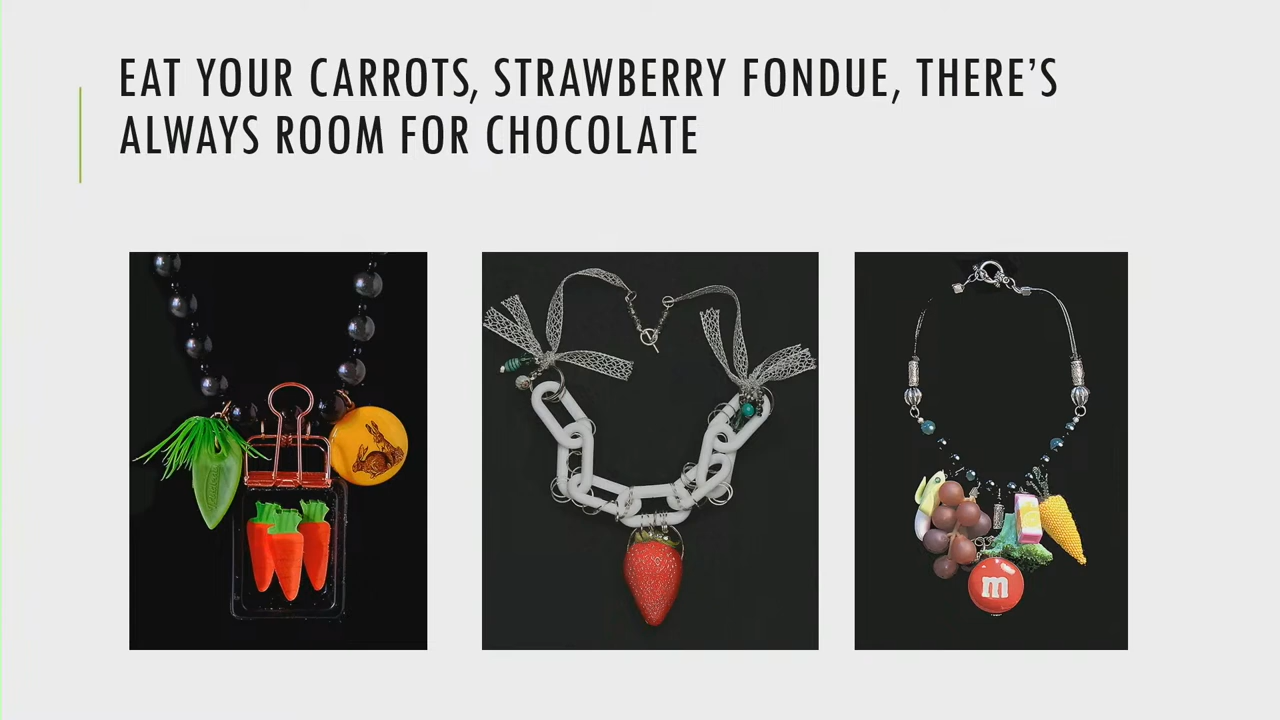 EAT YOUR CARROTS, STRAWBERRY FONDUE, THERE'S
ALWAYS ROOM FOR CHOCOLATE
m